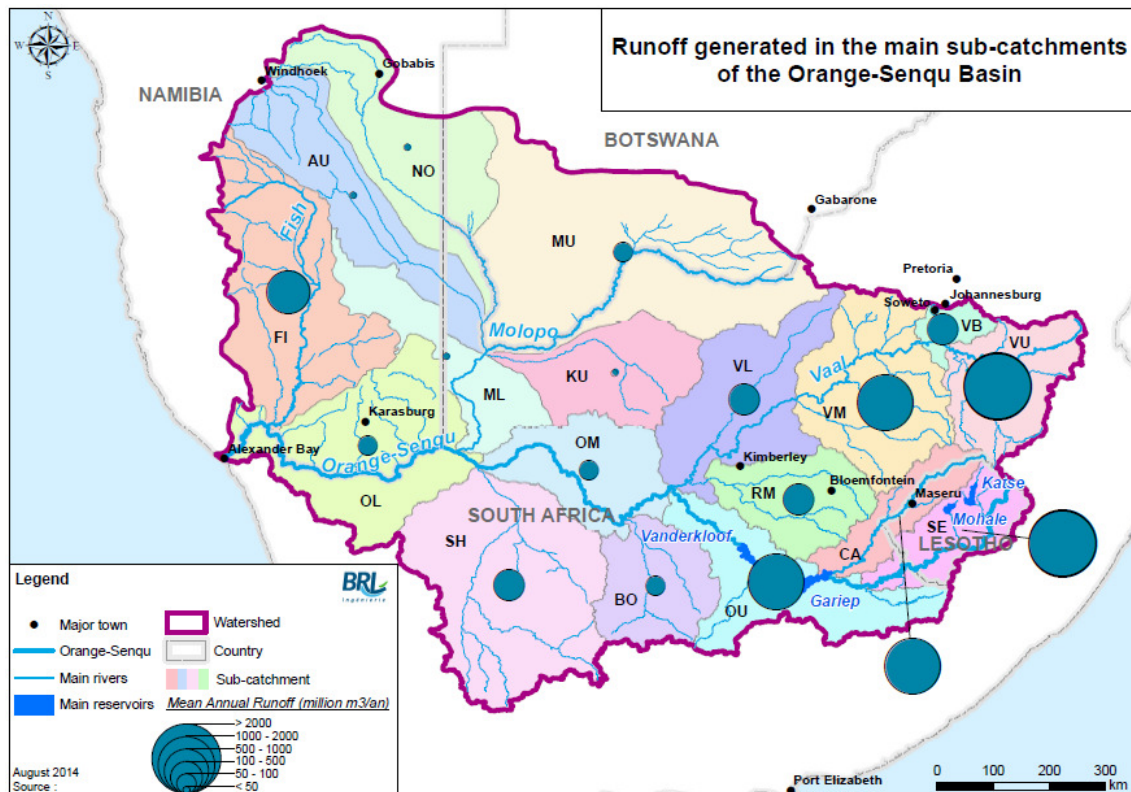 Runoff generated in the main sub-catchments
of the Orange-Senqu Basin
N
W
E
S
NAMIBIA
BOTSWANA
SOUTH AFRICA
LESOTHO
Windhoek
Gobabis
Gabarone
Pretoria
Johannesburg
Soweto
Karasburg
Alexander Bay
Kimberley
Bloemfontein
Maseru
Port Elizabeth
AU
NO
MU
FI
VB
VU
VL
KU
VM
ML
OM
RM
OL
SH
BO
OU
CA
SE
Fish
Molopo
Vaal
Orange-Senqu
Katse
Mohale
Vanderkloof
Gariep
Legend
BRL
Ingénierie
Major town
Orange-Senqu
Main rivers
Main reservoirs
Watershed
Country
Sub-catchment
Mean Annual Runoff (million m3/an)
> 2000
1000 - 2000
500 - 1000
100 - 500
50 - 100
< 50
August 2014
Source :
0 100 200 300
km